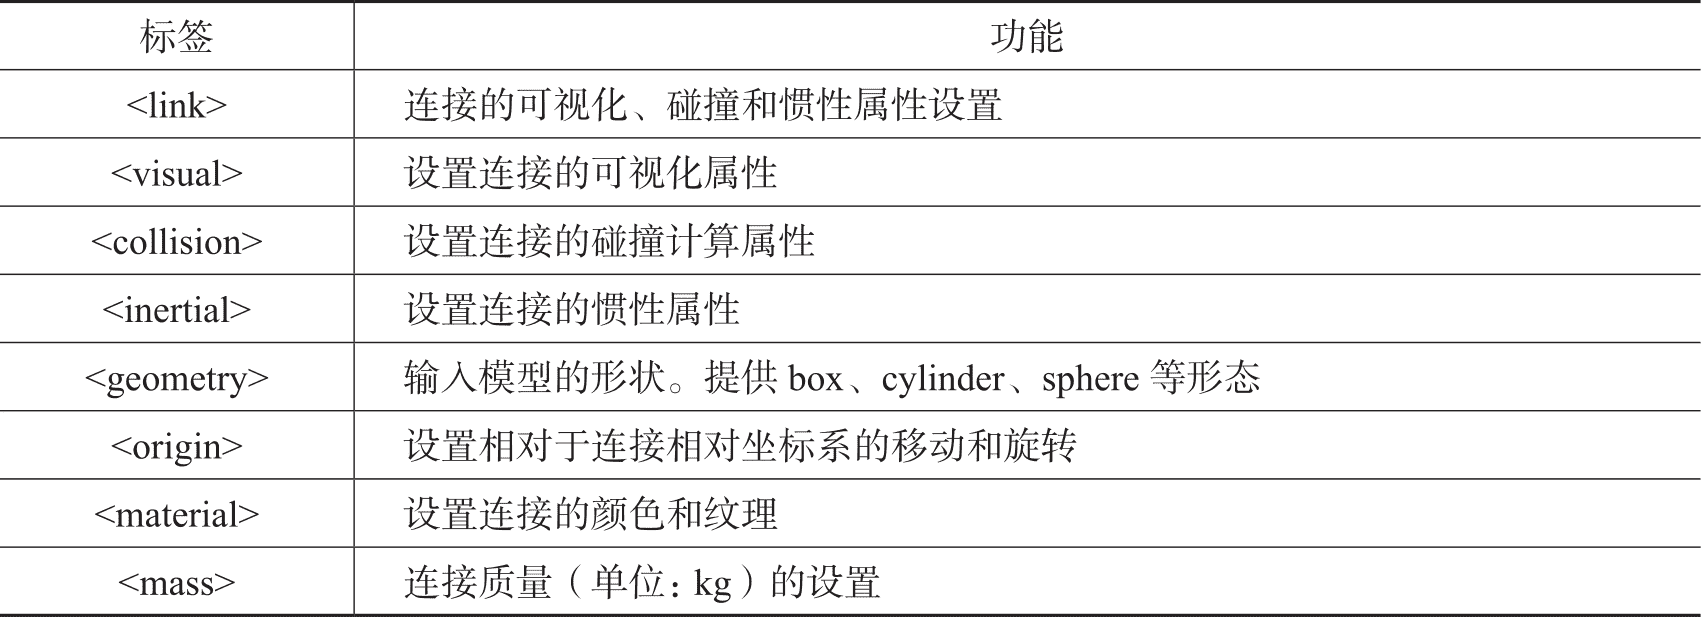 标签 功能
<link> 连接的可视化、碰撞和惯性属性设置
<visual> 设置连接的可视化属性
<collision> 设置连接的碰撞计算属性
<inertial> 设置连接的惯性属性
<geometry> 输入模型的形状。提供 box、cylinder、sphere 等形态
<origin> 设置相对于连接相对坐标系的移动和旋转
<material> 设置连接的颜色和纹理
<mass> 连接质量（单位：kg）的设置